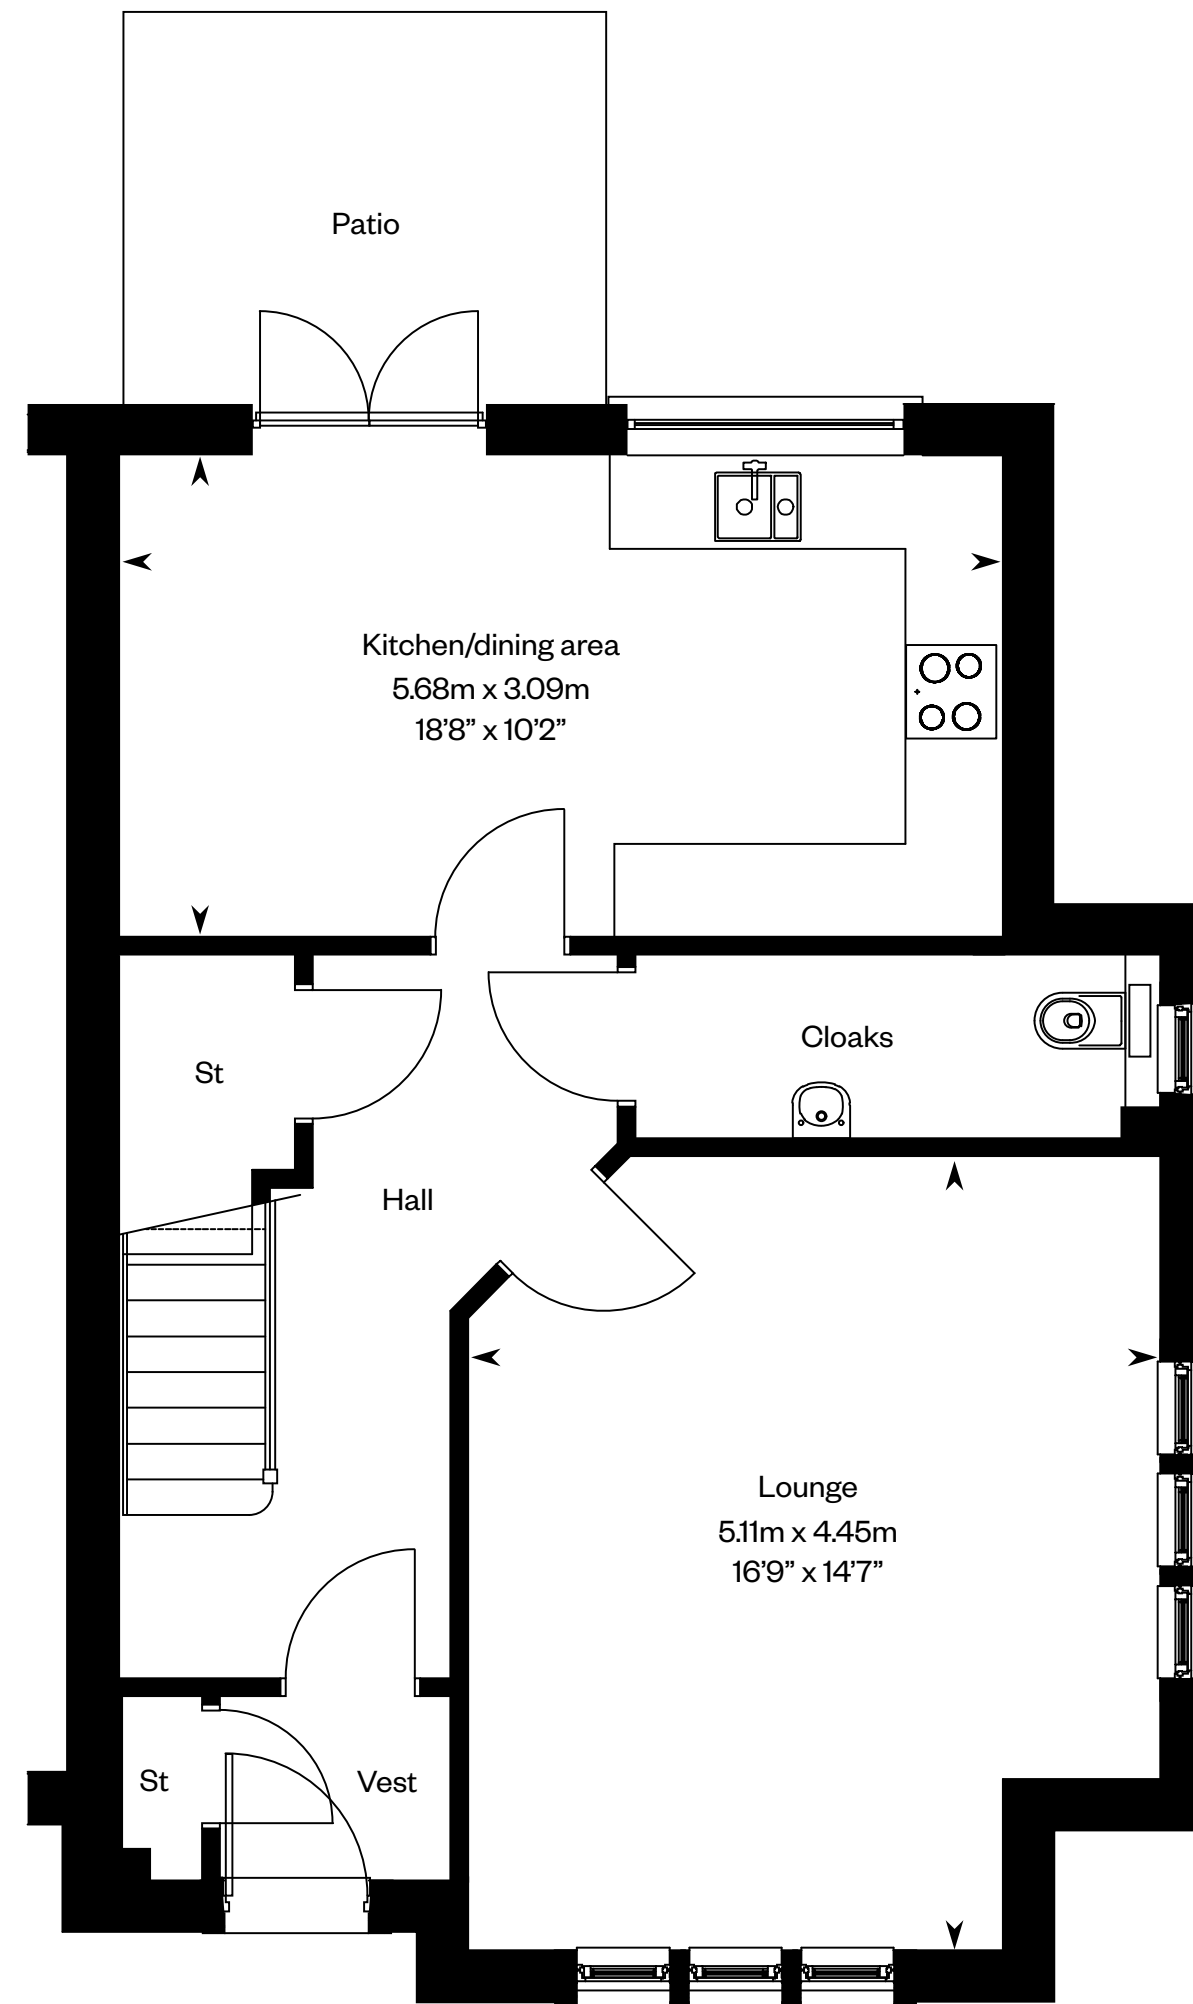 Patio
Kitchen/dining area
5.68m x 3.09m
18’8” x 10’2”
Cloaks
St
Hall
Lounge
5.11m x 4.45m
16’9” x 14’7”
St
Vest